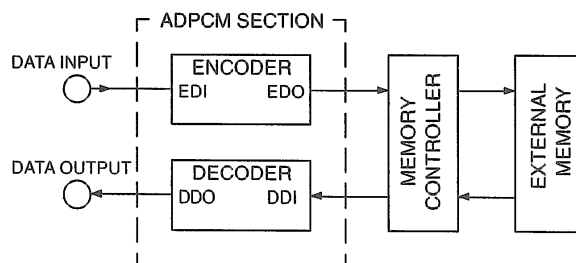 ADPCM SECTION
DATA INPUT
ENCODER
EDI EDO
DATA OUTPUT
DECODER
DDO DDI
MEMORY
CONTROLLER
EXTERNAL
MEMORY